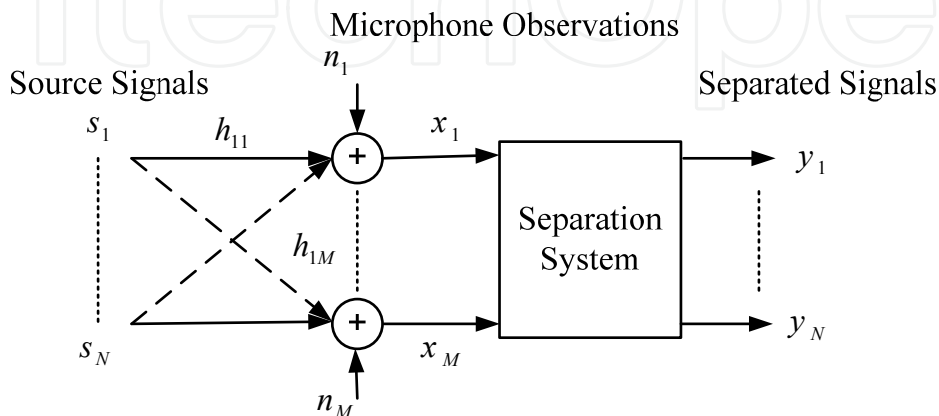 Microphone Observations
n1
Source Signals
Separated Signals
s1
h11
+
x1
y1
Separation
System
h1M
sN
+
xM
yN
nM